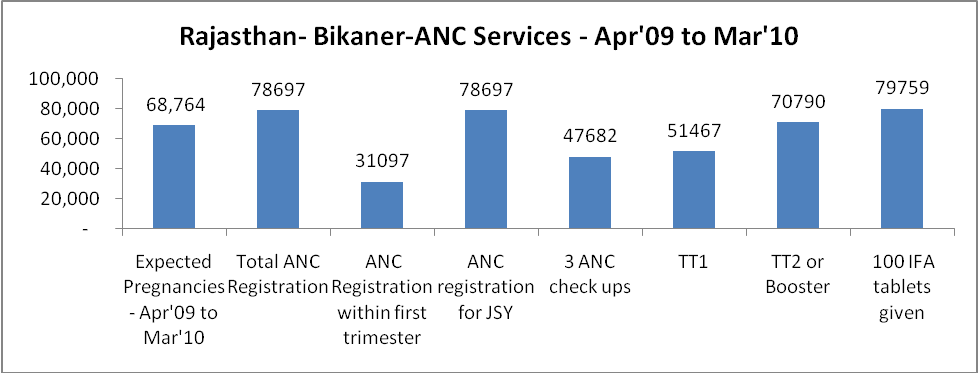 Rajasthan- Bikaner-ANC Services - Apr'09 to Mar'10
100,000
80,000
60,000
40,000
20,000
-
68,764
78697
31097
78697
47682
51467
70790
79759
Expected
Pregnancies
- Apr'09 to
Mar'10
Total ANC
Registration
ANC
Registration
within first
trimester
ANC
registration
for JSY
3 ANC
check ups
TT1
TT2 or
Booster
100 IFA
tablets
given